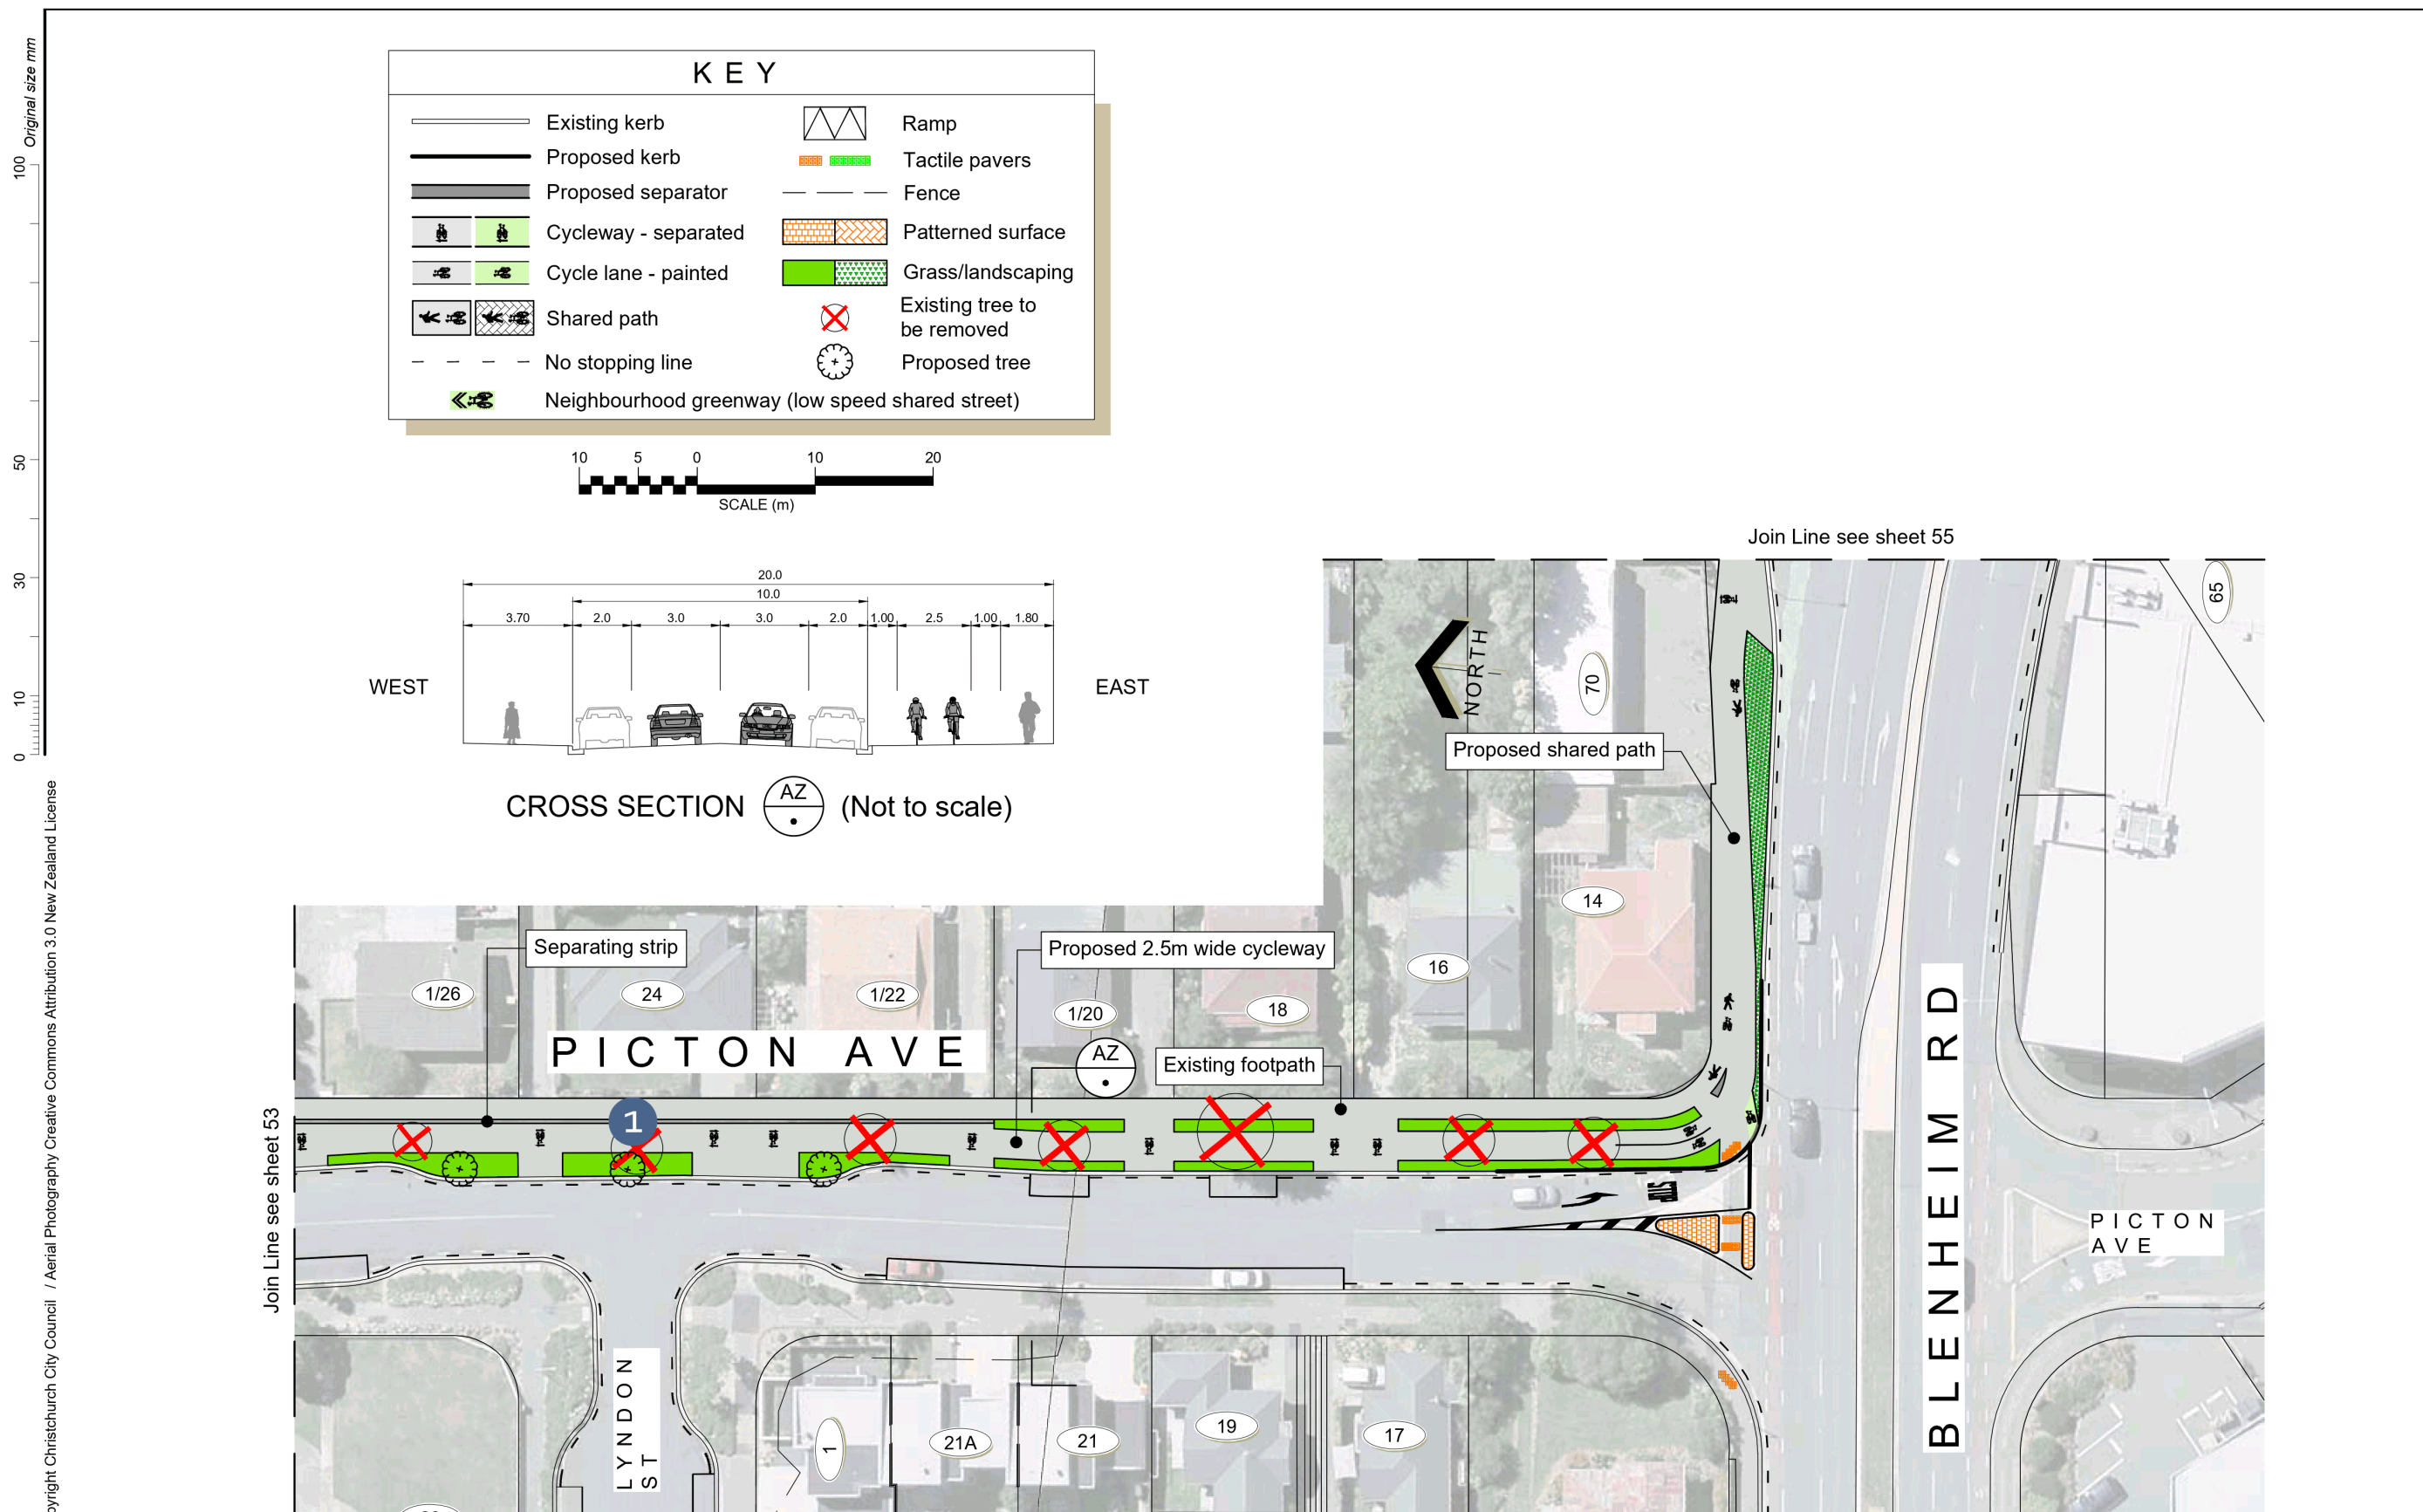 Original size mm
100
50
30
10
0
KEY
Existing kerb
Proposed kerb
Proposed separator
Cycleway - separated
Cycle lane - painted
Shared path
No stopping line
Neighbourhood greenway (low speed shared street)
Ramp
Tactile pavers
Fence
Patterned surface
Grass/landscaping
Existing tree to
be removed
Proposed tree
10 5 0 10 20
SCALE (m)
20.0
10.0
3.70 2.0 3.0 3.0 2.0 1.00 2.5 1.00 1.80
WEST
EAST
CROSS SECTION AZ (Not to scale)
Join Line see sheet 55
65
NORTH
70
Proposed shared path
14
16
Separating strip
Proposed 2.5m wide cycleway
1/26
24
1/22
1/20
18
PICTON AVE
AZ
Existing footpath
1
Join Line see sheet 53
BUS
BLENHEIM RD
PICTON
AVE
LYNDON
ST
1
21A
21
19
17
Christchurch City Council / Aerial Photography Creative Commons Attribution 3.0 New Zealand License